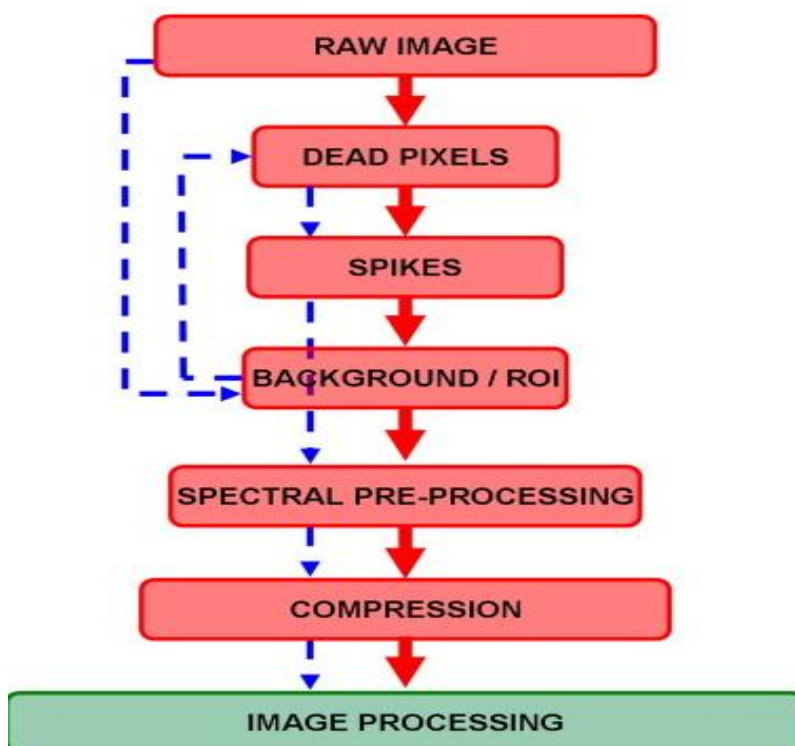 RAW IMAGE
DEAD PIXELS
SPIKES
BACKGROUND / ROI
SPECTRAL PRE-PROCESSING
COMPRESSION
IMAGE PROCESSING